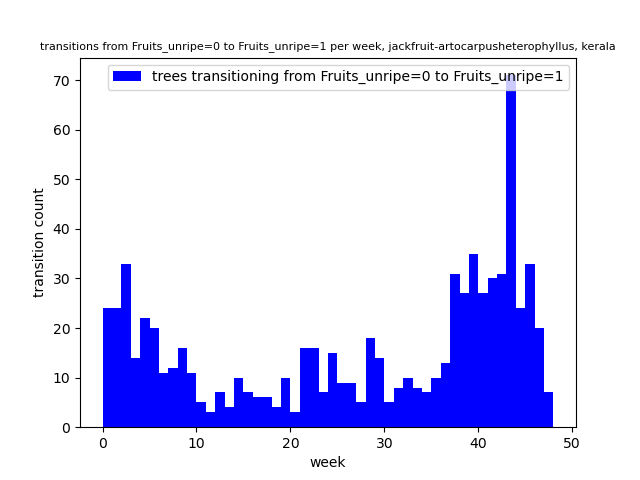 transitions from Fruits_unripe=0 to Fruits_unripe=1 per week, jackfruit-artocarpusheterophyllus, kerala
trees transitioning from Fruits_unripe=0 to Fruits_unripe=1
70
60
50
40
30
20
10
0
transition count
0 10 20 30 40 50
week